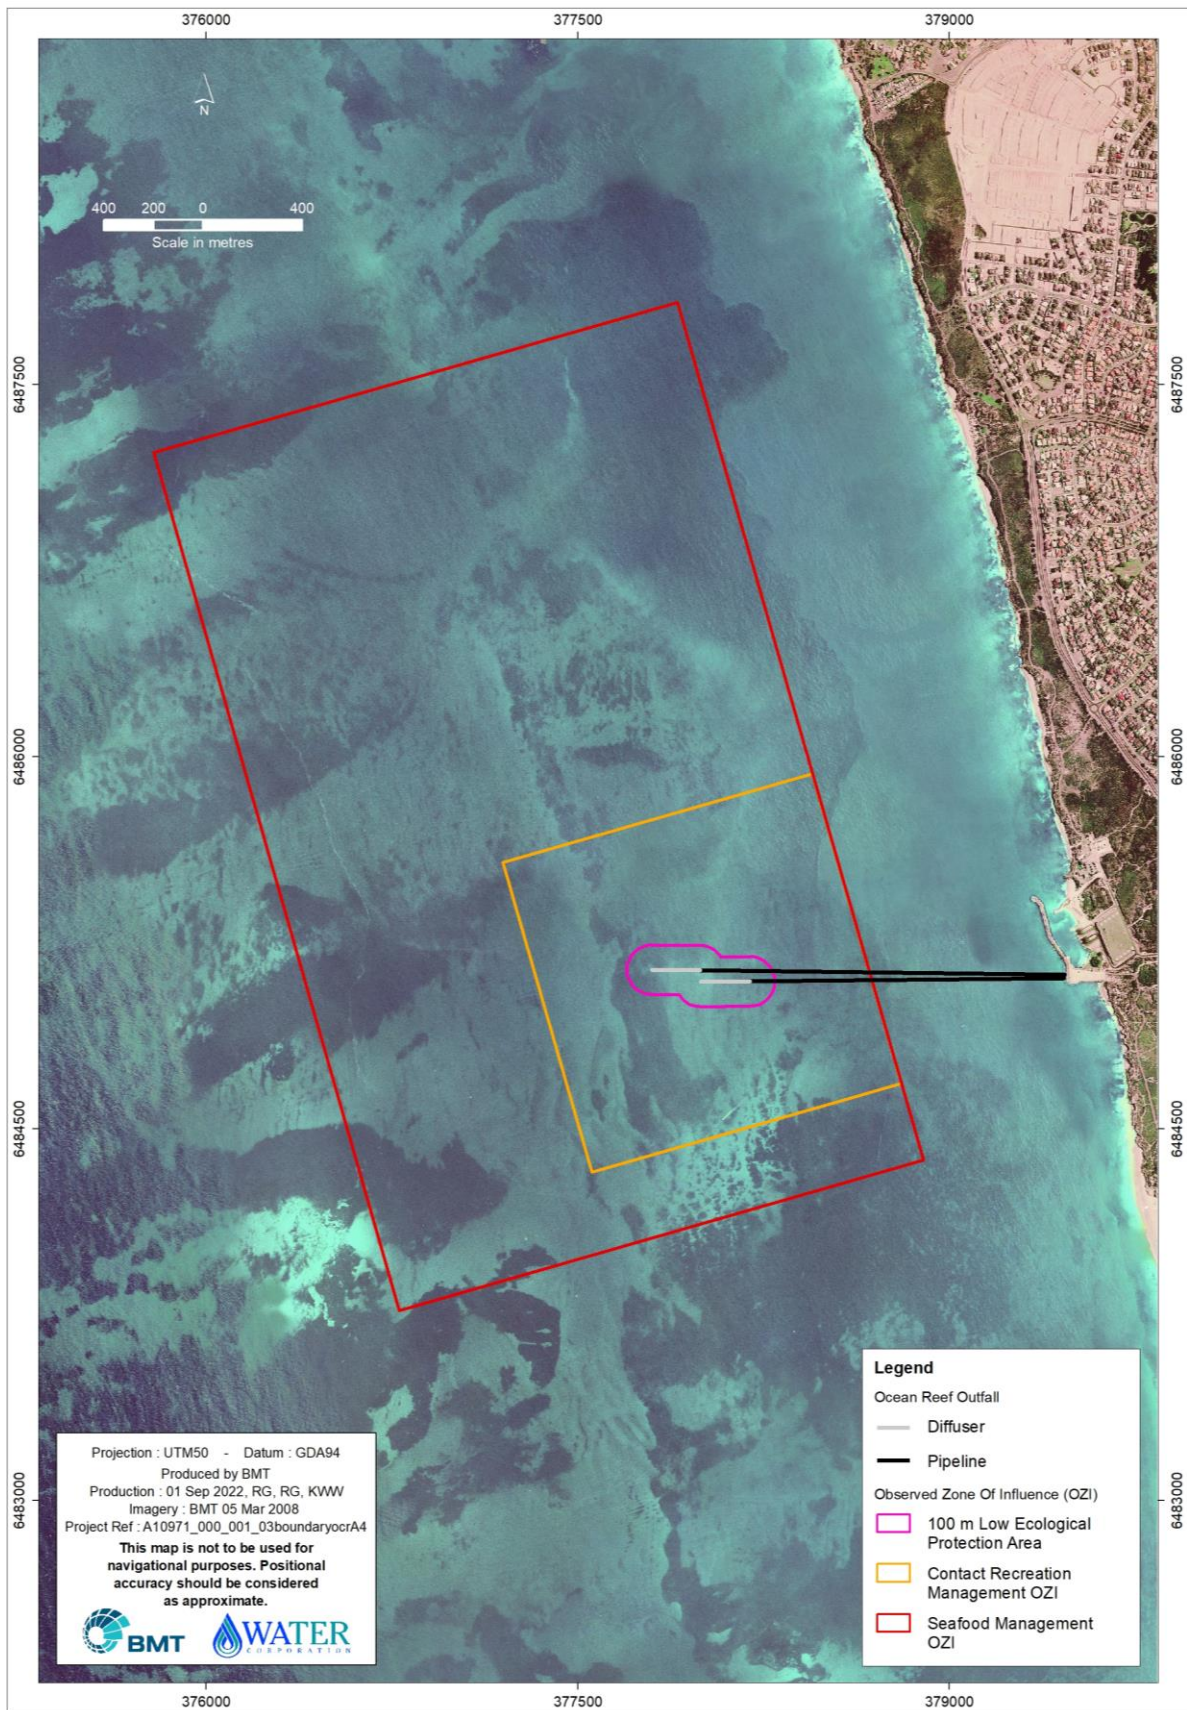 376000 377500 379000
N
400 200 0 400
Scale in metres
6487500 6487500
6486000 6486000
6484500 6484500
6483000 6483000
Legend
Ocean Reef Outfall
Diffuser
Pipeline
Observed Zone Of Influence (OZI)
100 m Low Ecological
Protection Area
Contact Recreation
Management OZI
Seafood Management
OZI
Projection : UTM50 - Datum : GDA94
Produced by BMT
Production : 01 Sep 2022, RG, RG, KWW
Imagery : BMT 05 Mar 2008
Project Ref : A10971_000_001_03boundaryocrA4
This map is not to be used for
navigational purposes. Positional
accuracy should be considered
as approximate.
BMT
WATER
CORPORATION
376000 377500 379000